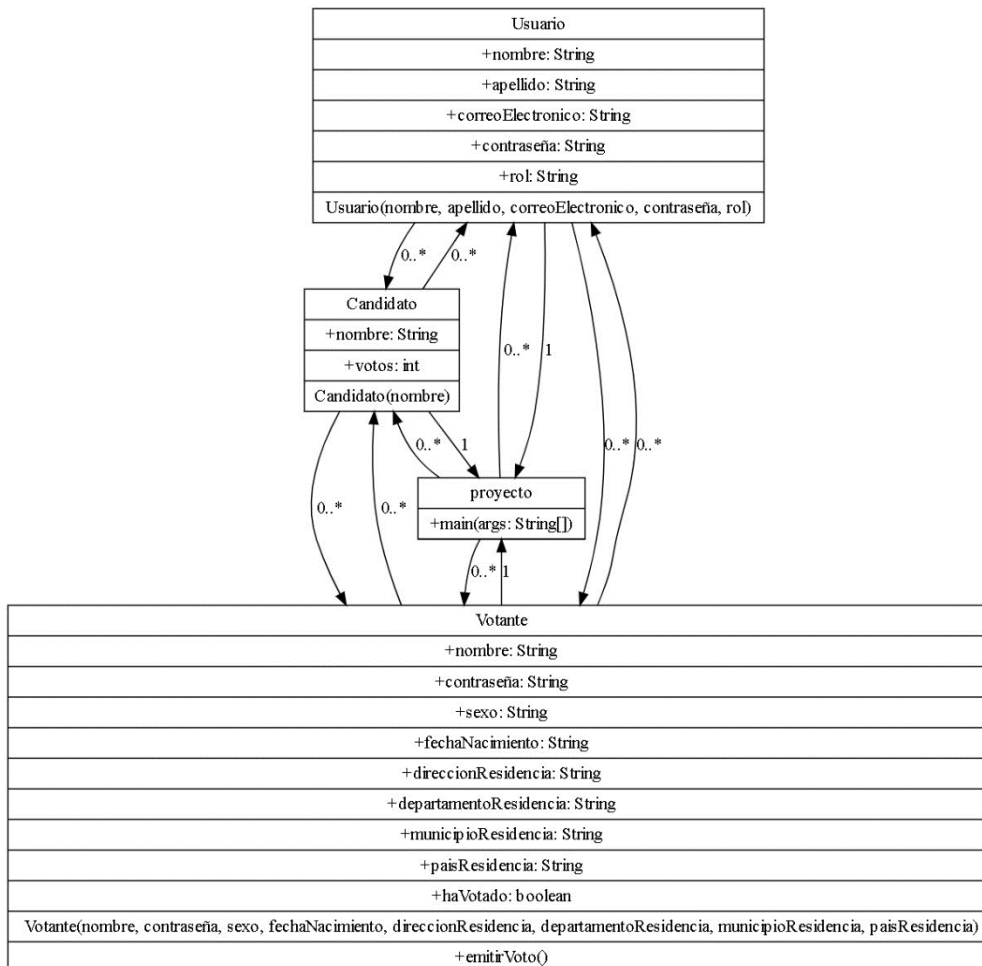 Usuario
+nombre: String
+apellido: String
+correoElectronico: String
+contraseña: String
+rol: String
Usuario(nombre, apellido, correoElectronico, contraseña, rol)
0..*
0..*
Candidato
+nombre: String
+votos: int
Candidato(nombre)
0..*
1
0..*
1
0..*
0..*
proyecto
+main(args: String[])
0..*
0..*
0..*
1
Votante
+nombre: String
+contraseña: String
+sexo: String
+fechaNacimiento: String
+direccionResidencia: String
+departamentoResidencia: String
+municipioResidencia: String
+paisResidencia: String
+haVotado: boolean
Votante(nombre, contraseña, sexo, fechaNacimiento, direccionResidencia, departamentoResidencia, municipioResidencia, paisResidencia)
+emitirVoto()